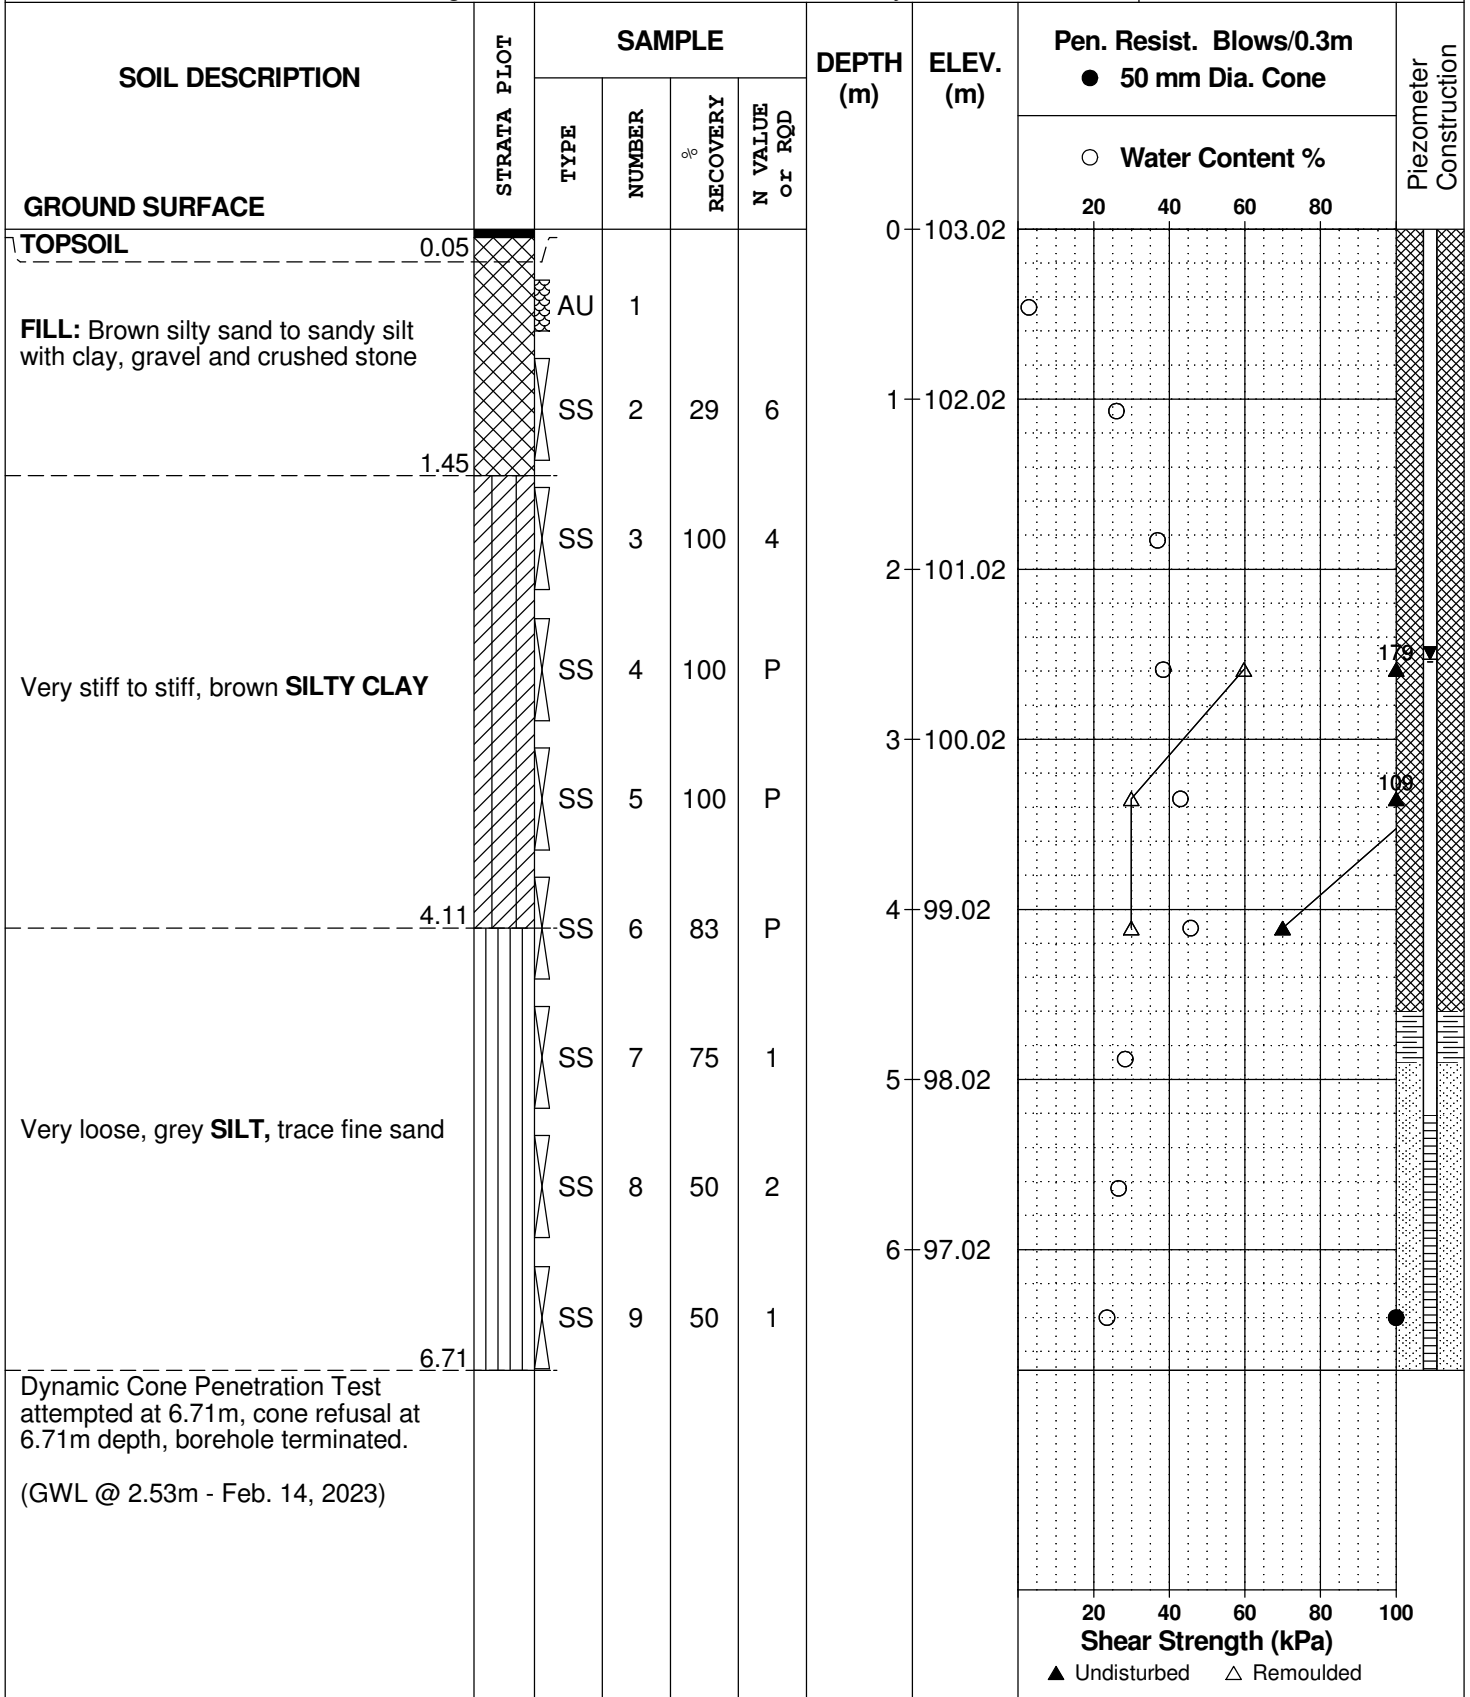 SOIL DESCRIPTION
GROUND SURFACE
STRATA PLOT
SAMPLE
TYPE
NUMBER
% RECOVERY
N VALUE or RQD
DEPTH (m)
ELEV. (m)
Pen. Resist. Blows/0.3m
● 50 mm Dia. Cone
○ Water Content %
20 40 60 80
Piezometer Construction
0 103.02
TOPSOIL 0.05
FILL: Brown silty sand to sandy silt
with clay, gravel and crushed stone
AU 1
SS 2 29 6
1 102.02
1.45
SS 3 100 4
2 101.02
179
SS 4 100 P
Very stiff to stiff, brown SILTY CLAY
3 100.02
109
SS 5 100 P
4.11
4 99.02
SS 6 83 P
SS 7 75 1
5 98.02
Very loose, grey SILT, trace fine sand
SS 8 50 2
6 97.02
SS 9 50 1
6.71
Dynamic Cone Penetration Test
attempted at 6.71m, cone refusal at
6.71m depth, borehole terminated.
(GWL @ 2.53m - Feb. 14, 2023)
20 40 60 80 100
Shear Strength (kPa)
▲ Undisturbed △ Remoulded